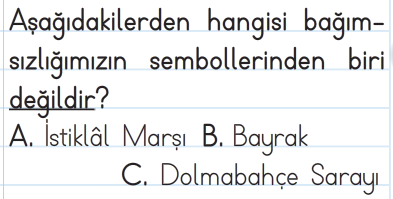 Aşağıdakilerden hangisi bağım-
sızlığımızın sembollerinden biri
değildir?
A. İstiklâl Marşı B. Bayrak
C. Dolmabahçe Sarayı